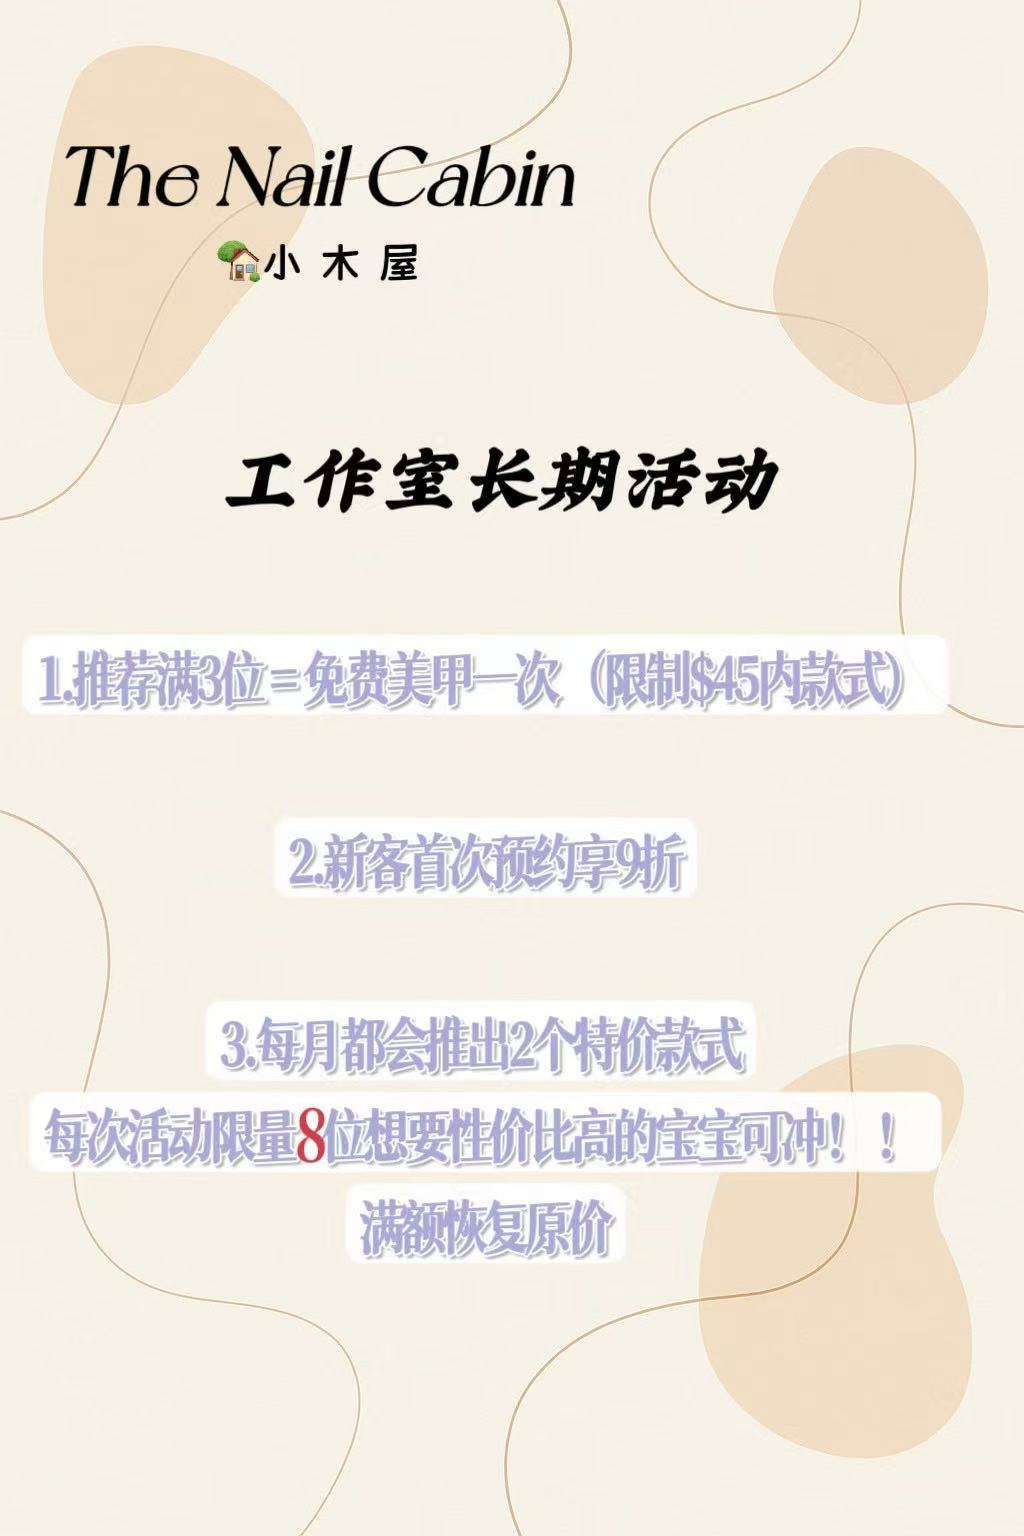 The Nail Cabin
🏡小木屋
工作室长期活动
1.推荐满3位=免费美甲一次（限制$45内款式）
2.新客首次预约享9折
3.每月都会推出2个特价款式
每次活动限量8位想要性价比高的宝宝可冲！！
满额恢复原价